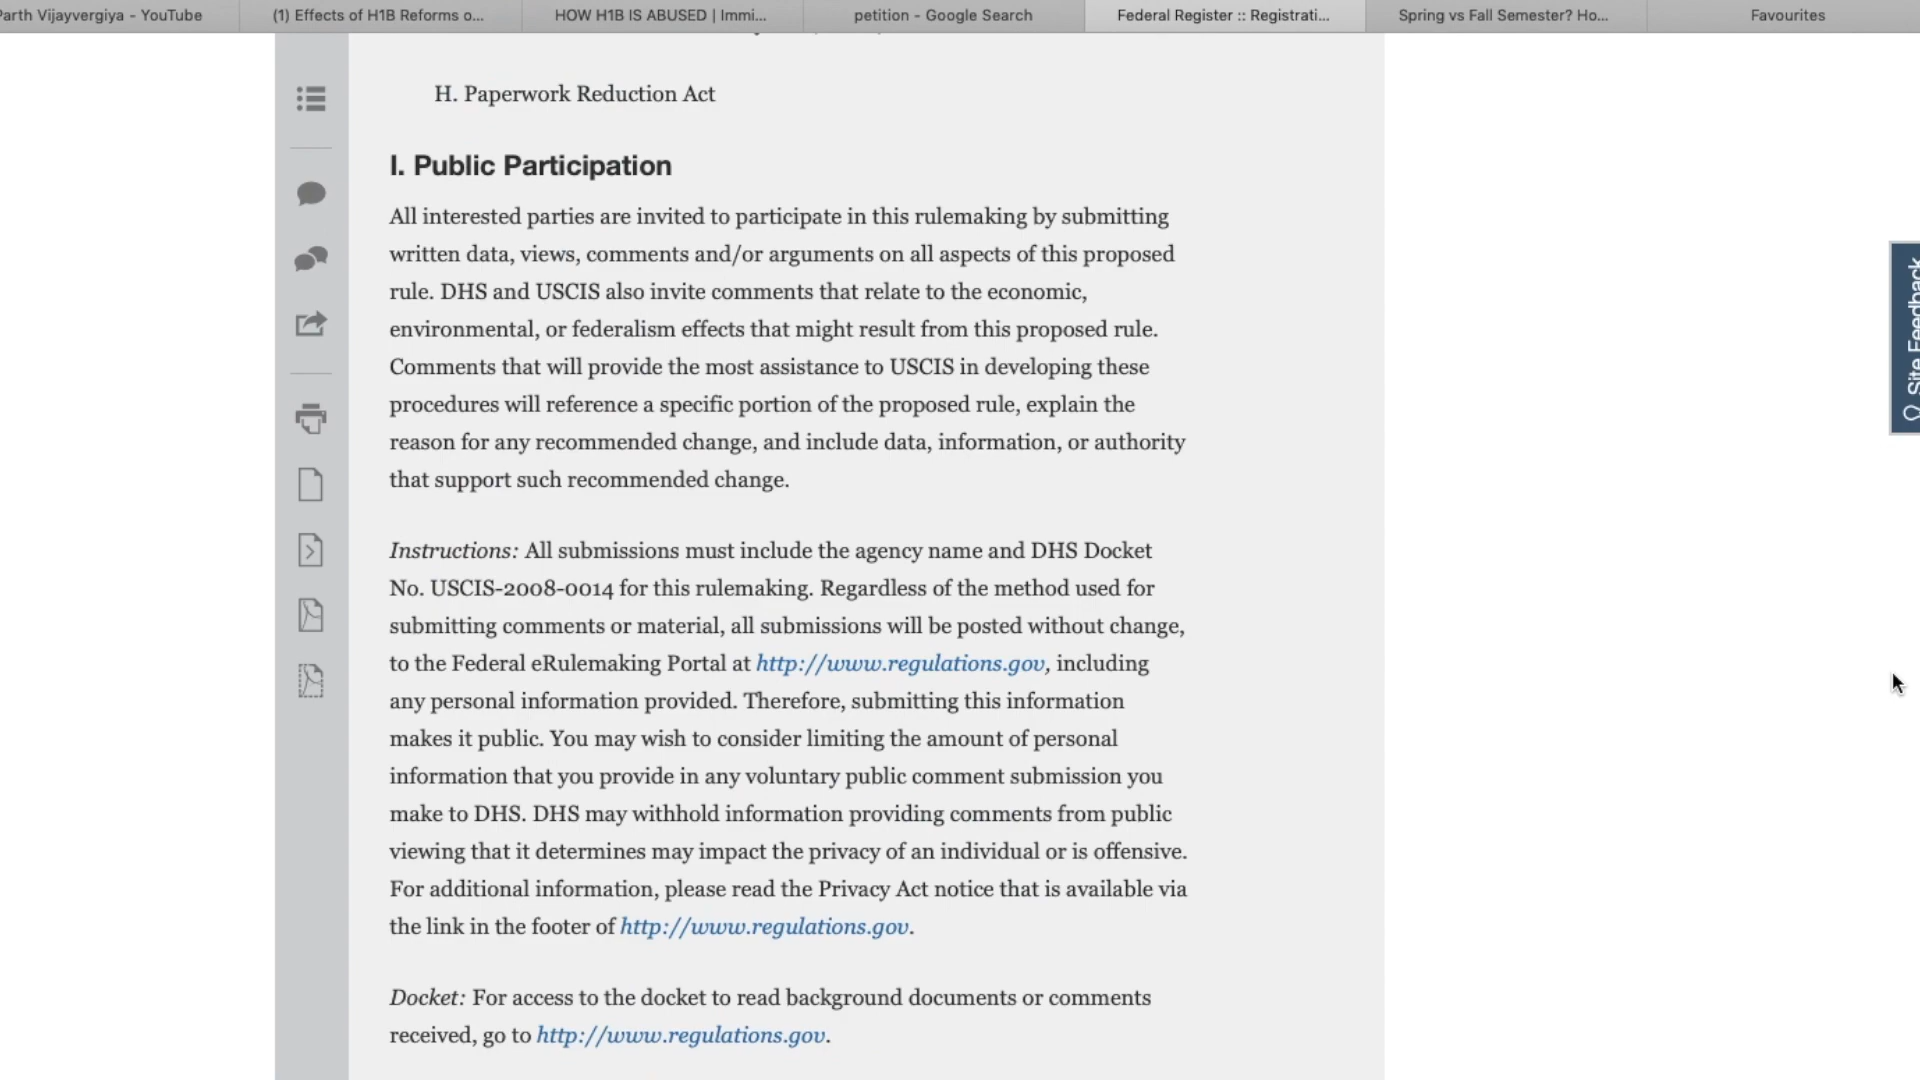 Parth Vijayvergiya - YouTube
(1) Effects of H1B Reforms o...
HOW H1B IS ABUSED | Immi...
petition - Google Search
Federal Register :: Registrati...
Spring vs Fall Semester? Ho...
Favourites
H. Paperwork Reduction Act
I. Public Participation
All interested parties are invited to participate in this rulemaking by submitting
written data, views, comments and/or arguments on all aspects of this proposed
rule. DHS and USCIS also invite comments that relate to the economic,
environmental, or federalism effects that might result from this proposed rule.
Comments that will provide the most assistance to USCIS in developing these
procedures will reference a specific portion of the proposed rule, explain the
reason for any recommended change, and include data, information, or authority
that support such recommended change.
Instructions: All submissions must include the agency name and DHS Docket
No. USCIS-2008-0014 for this rulemaking. Regardless of the method used for
submitting comments or material, all submissions will be posted without change,
to the Federal eRulemaking Portal at http://www.regulations.gov, including
any personal information provided. Therefore, submitting this information
makes it public. You may wish to consider limiting the amount of personal
information that you provide in any voluntary public comment submission you
make to DHS. DHS may withhold information providing comments from public
viewing that it determines may impact the privacy of an individual or is offensive.
For additional information, please read the Privacy Act notice that is available via
the link in the footer of http://www.regulations.gov.
Docket: For access to the docket to read background documents or comments
received, go to http://www.regulations.gov.
Site Feedback